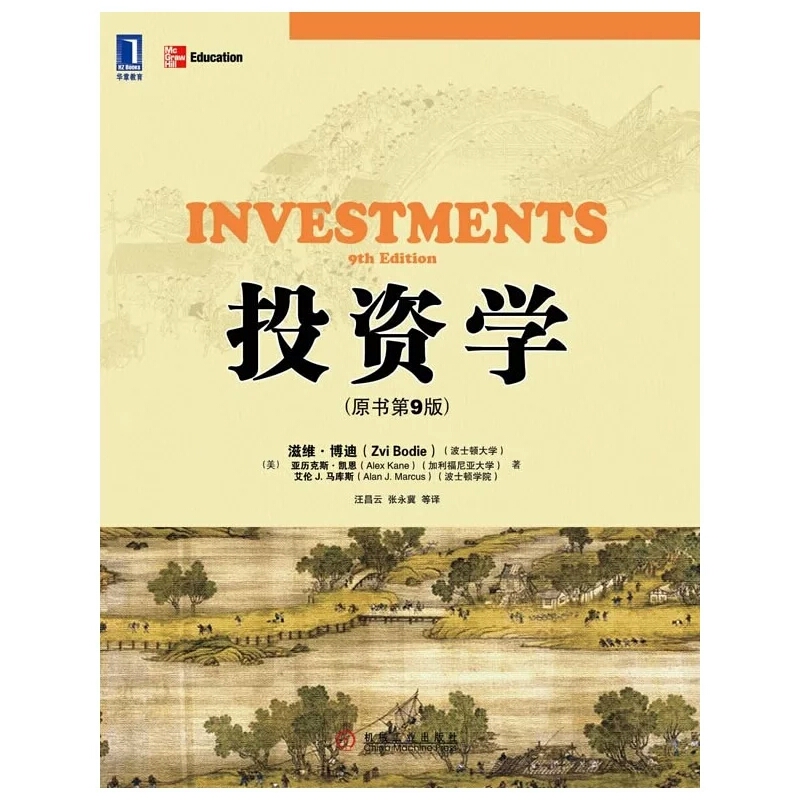 HZ Books
华章教育
Mc
Graw
Hill
Education
INVESTMENTS
9th Edition
投资学
(原书第9版)
滋维·博迪(Zvi Bodie)(波士顿大学)
(美) 亚历克斯·凯恩(Alex Kane)(加利福尼亚大学) 著
艾伦 J. 马库斯(Alan J. Marcus)(波士顿学院)
汪昌云 张永冀 等译
机械工业出版社
China Machine Press